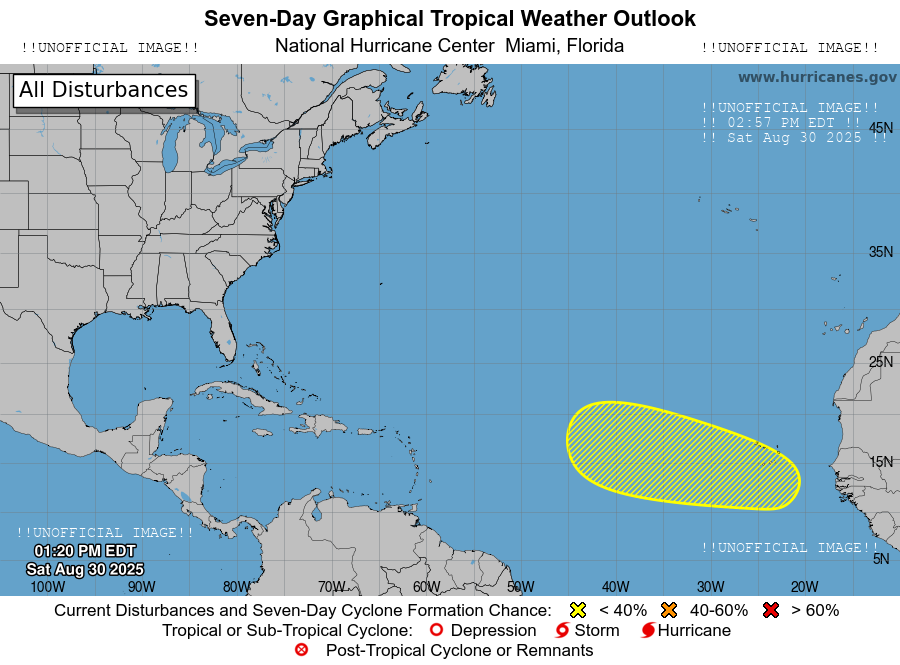 Seven-Day Graphical Tropical Weather Outlook
National Hurricane Center  Miami, Florida
!!UNOFFICIAL IMAGE!!
!!UNOFFICIAL IMAGE!!
All Disturbances
www.hurricanes.gov
!!UNOFFICIAL IMAGE!!
!! 02:57 PM EDT !!
!! Sat Aug 30 2025 !!
45N
35N
25N
15N
5N
!!UNOFFICIAL IMAGE!!
01:20 PM EDT
Sat Aug 30 2025
!!UNOFFICIAL IMAGE!!
100W 90W 80W 70W 60W 50W 40W 30W 20W
Current Disturbances and Seven-Day Cyclone Formation Chance: < 40% 40-60% > 60%
Tropical or Sub-Tropical Cyclone: Depression Storm Hurricane
Post-Tropical Cyclone or Remnants